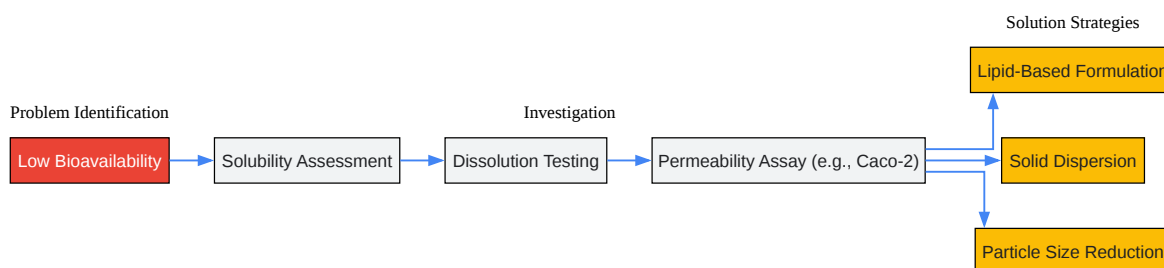 Solution Strategies
Lipid-Based Formulation
Problem Identification
Investigation
Low Bioavailability
Solubility Assessment
Dissolution Testing
Permeability Assay (e.g., Caco-2)
Solid Dispersion
Particle Size Reduction